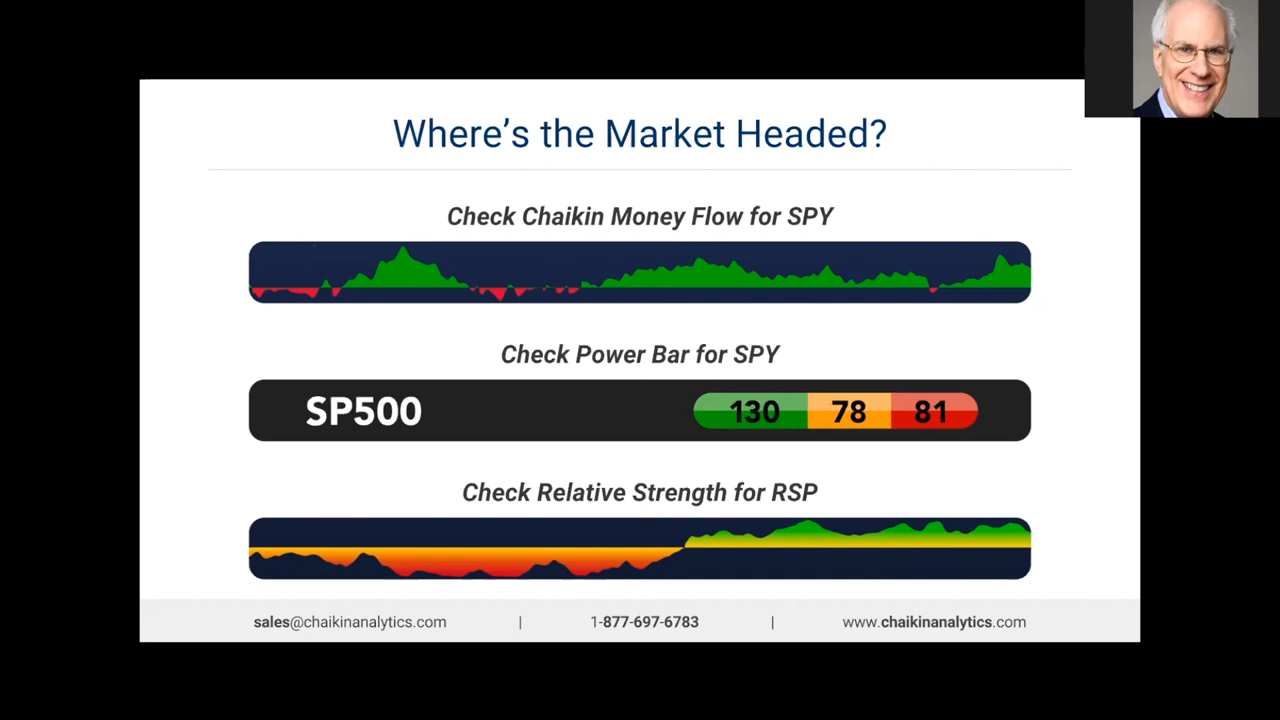 Where's the Market Headed?
Check Chaikin Money Flow for SPY
Check Power Bar for SPY
SP500 130 78 81
Check Relative Strength for RSP
sales@chaikinanalytics.com | 1-877-697-6783 | www.chaikinanalytics.com